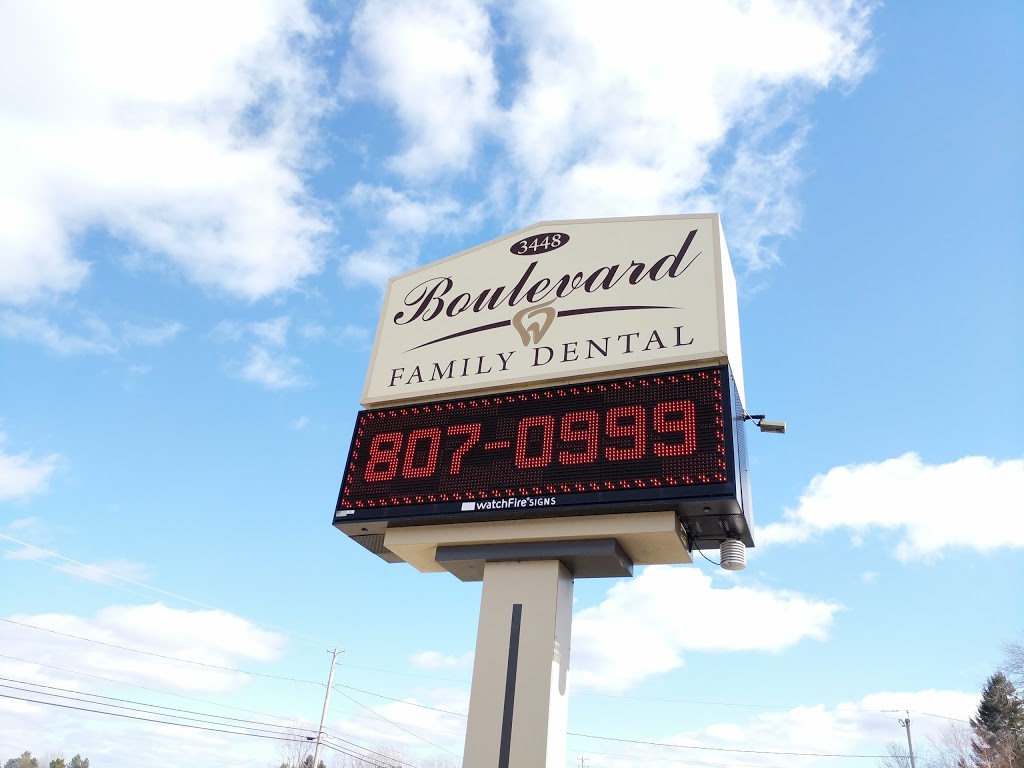 3448
Boulevard
FAMILY DENTAL
807-0999
watchFire SIGNS